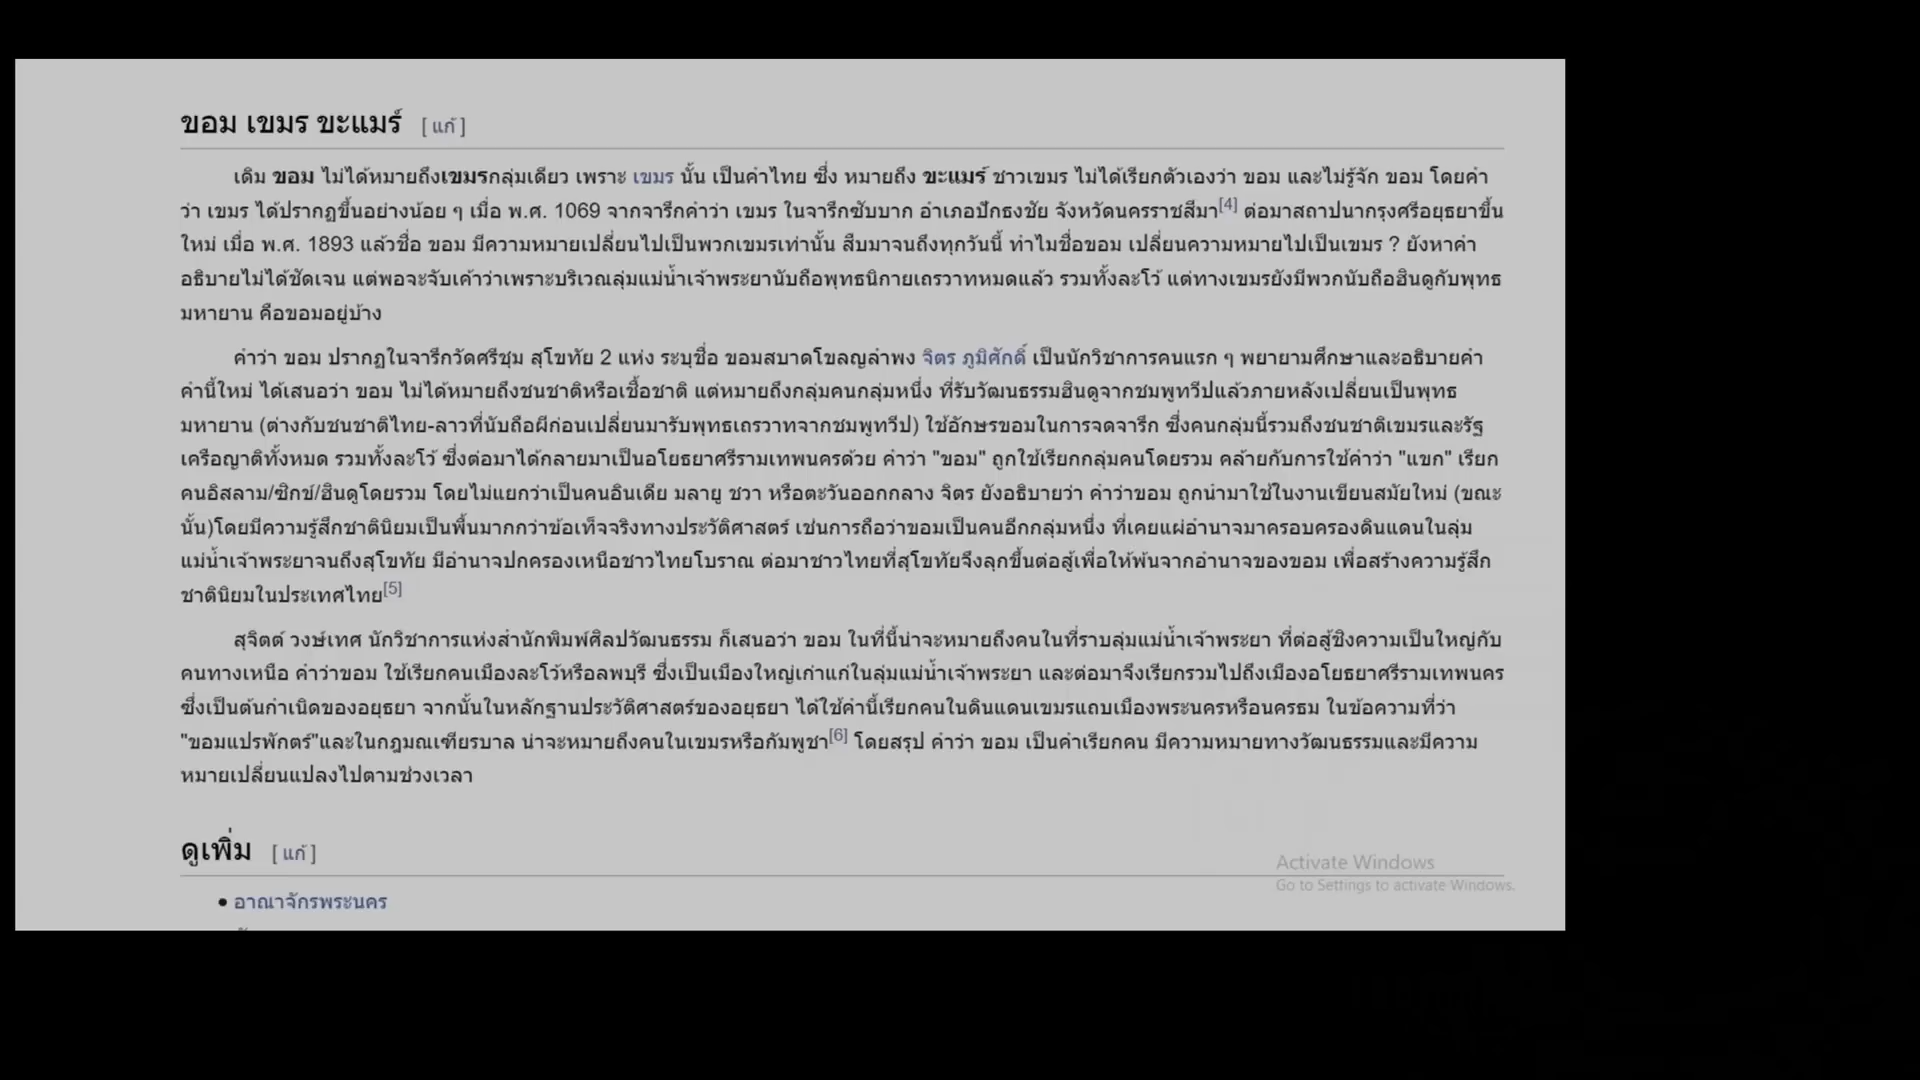 ขอม เขมร ขะแมร์ [ แก้ ]
เดิม ขอม ไม่ได้หมายถึงเขมรกลุ่มเดียว เพราะ เขมร นั้น เป็นคำไทย ซึ่ง หมายถึง ขะแมร์ ชาวเขมร ไม่ได้เรียกตัวเองว่า ขอม และไม่รู้จัก ขอม โดยคำ
ว่า เขมร ได้ปรากฏขึ้นอย่างน้อย ๆ เมื่อ พ.ศ. 1069 จากจารึกคำว่า เขมร ในจารึกซับบาก อำเภอปักธงชัย จังหวัดนครราชสีมา[4] ต่อมาสถาปนากรุงศรีอยุธยาขึ้น
ใหม่ เมื่อ พ.ศ. 1893 แล้วชื่อ ขอม มีความหมายเปลี่ยนไปเป็นพวกเขมรเท่านั้น สืบมาจนถึงทุกวันนี้ ทำไมชื่อขอม เปลี่ยนความหมายไปเป็นเขมร ? ยังหาคำ
อธิบายไม่ได้ชัดเจน แต่พอจะจับเค้าว่าเพราะบริเวณลุ่มแม่น้ำเจ้าพระยานับถือพุทธนิกายเถรวาทหมดแล้ว รวมทั้งละโว้ แต่ทางเขมรยังมีพวกนับถือฮินดูกับพุทธ
มหายาน คือขอมอยู่บ้าง
คำว่า ขอม ปรากฏในจารึกวัดศรีชุม สุโขทัย 2 แห่ง ระบุชื่อ ขอมสบาดโขลญลำพง จิตร ภูมิศักดิ์ เป็นนักวิชาการคนแรก ๆ พยายามศึกษาและอธิบายคำ
คำนี้ใหม่ ได้เสนอว่า ขอม ไม่ได้หมายถึงชนชาติหรือเชื้อชาติ แต่หมายถึงกลุ่มคนกลุ่มหนึ่ง ที่รับวัฒนธรรมฮินดูจากชมพูทวีปแล้วภายหลังเปลี่ยนเป็นพุทธ
มหายาน (ต่างกับชนชาติไทย-ลาวที่นับถือผีก่อนเปลี่ยนมารับพุทธเถรวาทจากชมพูทวีป) ใช้อักษรขอมในการจดจารึก ซึ่งคนกลุ่มนี้รวมถึงชนชาติเขมรและรัฐ
เครือญาติทั้งหมด รวมทั้งละโว้ ซึ่งต่อมาได้กลายมาเป็นอโยธยาศรีรามเทพนครด้วย คำว่า "ขอม" ถูกใช้เรียกกลุ่มคนโดยรวม คล้ายกับการใช้คำว่า "แขก" เรียก
คนอิสลาม/ซิกข์/ฮินดูโดยรวม โดยไม่แยกว่าเป็นคนอินเดีย มลายู ชวา หรือตะวันออกกลาง จิตร ยังอธิบายว่า คำว่าขอม ถูกนำมาใช้ในงานเขียนสมัยใหม่ (ขณะ
นั้น)โดยมีความรู้สึกชาตินิยมเป็นพื้นมากกว่าข้อเท็จจริงทางประวัติศาสตร์ เช่นการถือว่าขอมเป็นคนอีกกลุ่มหนึ่ง ที่เคยแผ่อำนาจมาครอบครองดินแดนในลุ่ม
แม่น้ำเจ้าพระยาจนถึงสุโขทัย มีอำนาจปกครองเหนือชาวไทยโบราณ ต่อมาชาวไทยที่สุโขทัยจึงลุกขึ้นต่อสู้เพื่อให้พ้นจากอำนาจของขอม เพื่อสร้างความรู้สึก
ชาตินิยมในประเทศไทย[5]
สุจิตต์ วงษ์เทศ นักวิชาการแห่งสำนักพิมพ์ศิลปวัฒนธรรม ก็เสนอว่า ขอม ในที่นี้น่าจะหมายถึงคนในที่ราบลุ่มแม่น้ำเจ้าพระยา ที่ต่อสู้ชิงความเป็นใหญ่กับ
คนทางเหนือ คำว่าขอม ใช้เรียกคนเมืองละโว้หรือลพบุรี ซึ่งเป็นเมืองใหญ่เก่าแก่ในลุ่มแม่น้ำเจ้าพระยา และต่อมาจึงเรียกรวมไปถึงเมืองอโยธยาศรีรามเทพนคร
ซึ่งเป็นต้นกำเนิดของอยุธยา จากนั้นในหลักฐานประวัติศาสตร์ของอยุธยา ได้ใช้คำนี้เรียกคนในดินแดนเขมรแถบเมืองพระนครหรือนครธม ในข้อความที่ว่า
"ขอมแปรพักตร์"และในกฎมณเฑียรบาล น่าจะหมายถึงคนในเขมรหรือกัมพูชา[6] โดยสรุป คำว่า ขอม เป็นคำเรียกคน มีความหมายทางวัฒนธรรมและมีความ
หมายเปลี่ยนแปลงไปตามช่วงเวลา
ดูเพิ่ม [ แก้ ]
Activate Windows
Go to Settings to activate Windows.
• อาณาจักรพระนคร